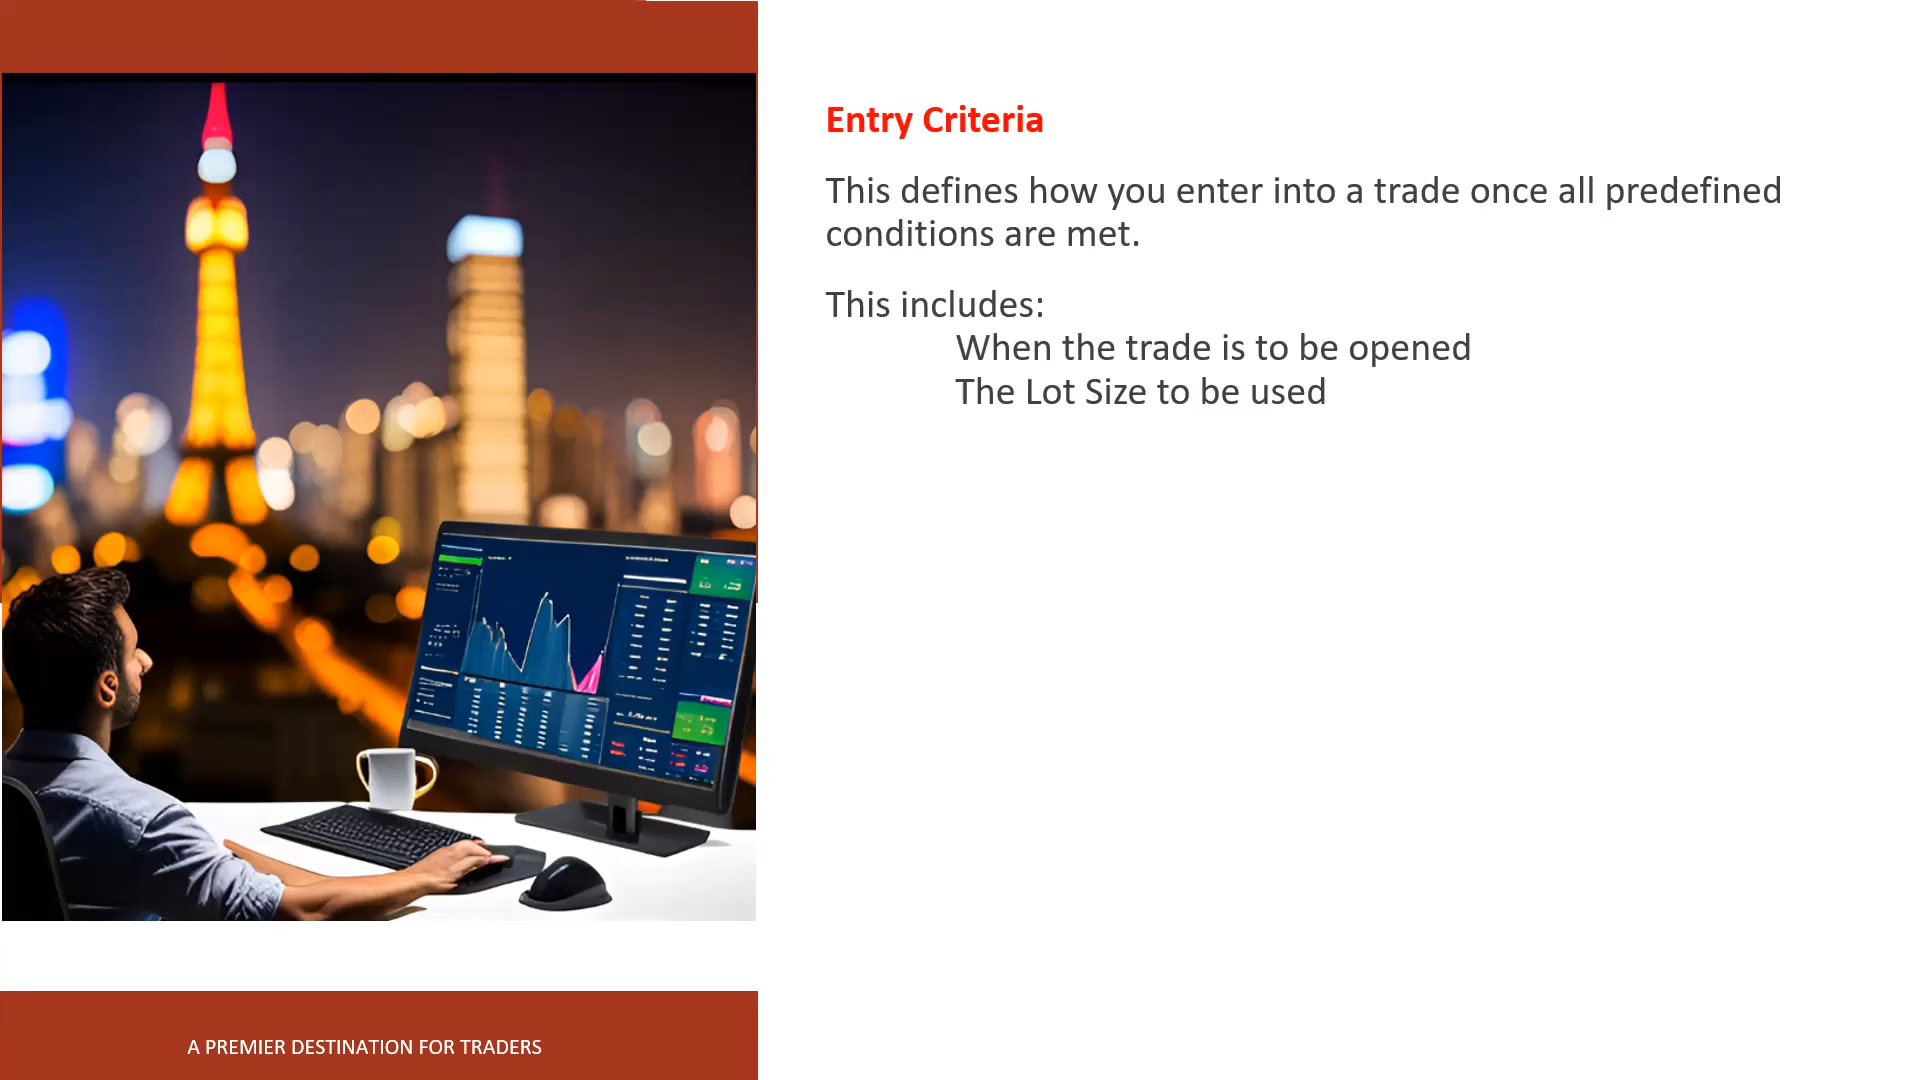 Entry Criteria
This defines how you enter into a trade once all predefined
conditions are met.
This includes:
When the trade is to be opened
The Lot Size to be used
A PREMIER DESTINATION FOR TRADERS